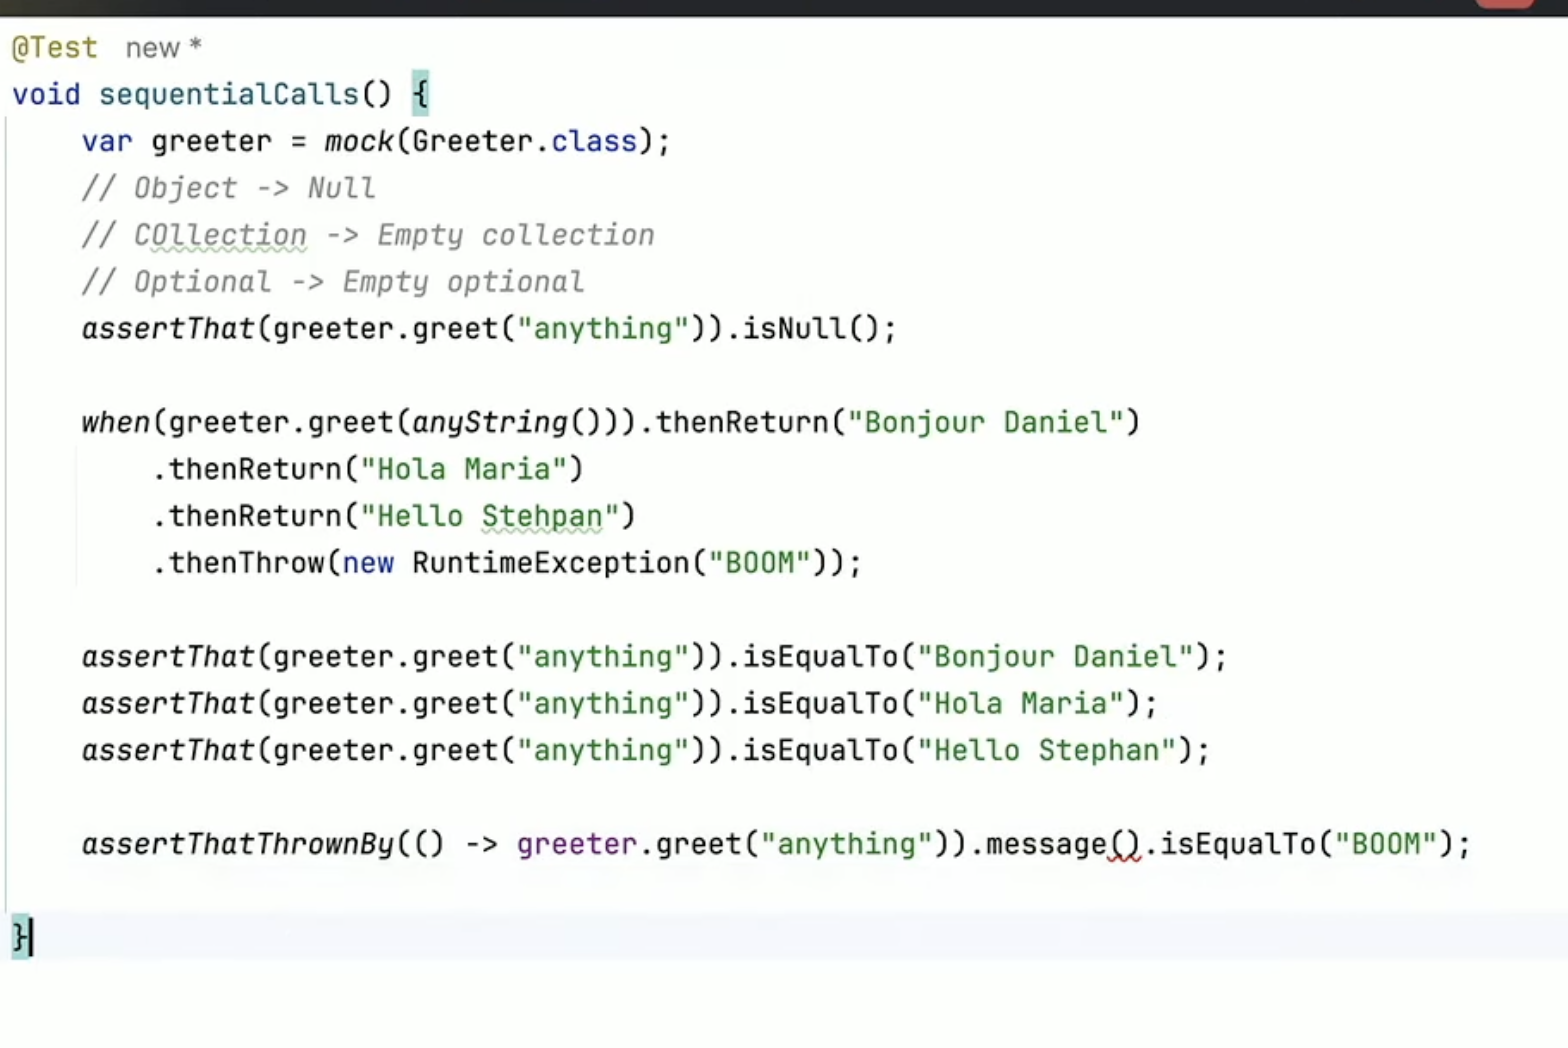 @Test new *
void sequentialCalls() {
var greeter = mock(Greeter.class);
// Object -> Null
// COllection -> Empty collection
// Optional -> Empty optional
assertThat(greeter.greet("anything")).isNull();
when(greeter.greet(anyString())).thenReturn("Bonjour Daniel")
.thenReturn("Hola Maria")
.thenReturn("Hello Stehpan")
.thenThrow(new RuntimeException("BOOM"));
assertThat(greeter.greet("anything")).isEqualTo("Bonjour Daniel");
assertThat(greeter.greet("anything")).isEqualTo("Hola Maria");
assertThat(greeter.greet("anything")).isEqualTo("Hello Stephan");
assertThatThrownBy(() -> greeter.greet("anything")).message().isEqualTo("BOOM");
}